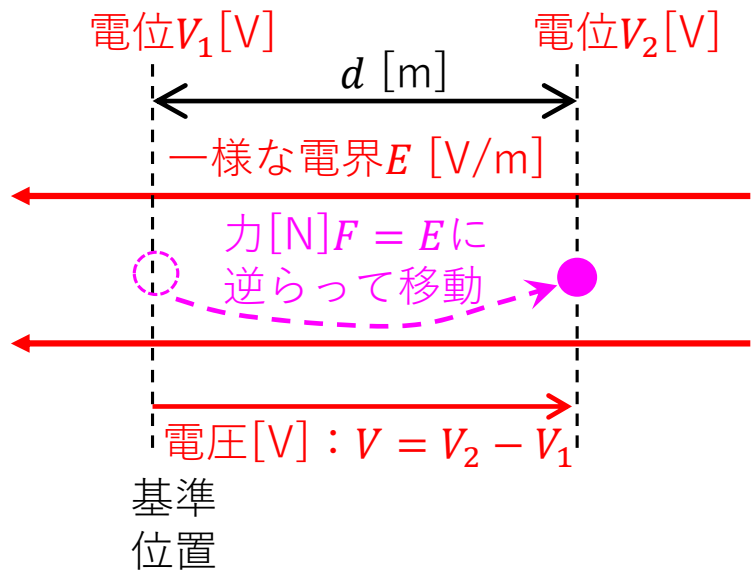 電位V₁[V]
電位V₂[V]
d [m]
一様な電界E [V/m]
力[N]F = Eに
逆らって移動
電圧[V]：V = V₂ − V₁
基準
位置